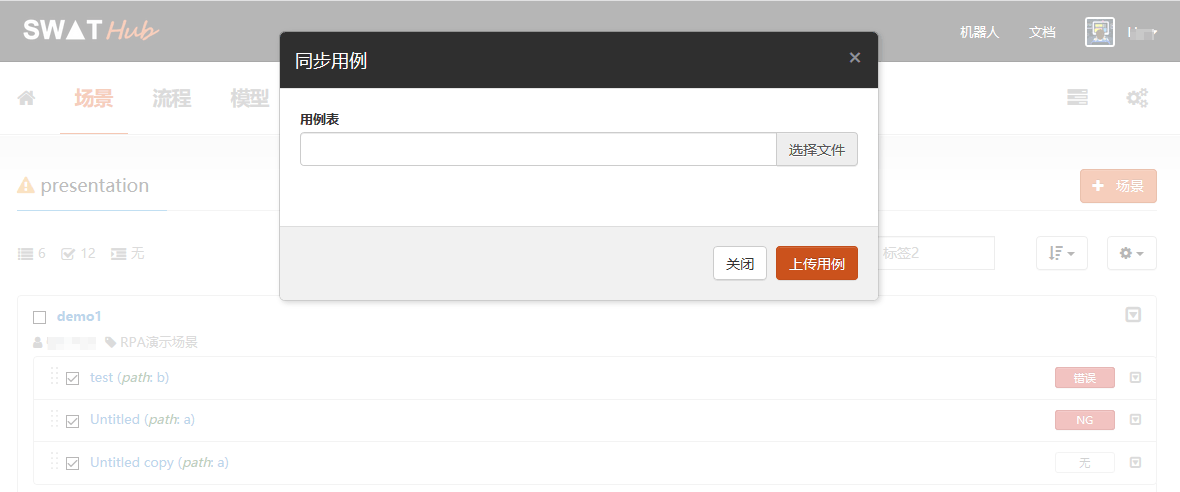 SWAT Hub
机器人 文档
同步用例 ×
场景 流程 模型
用例表
选择文件
presentation
+ 场景
6 12 无
标签2
关闭 上传用例
demo1
RPA演示场景
test (path: b) 错误
Untitled (path: a) NG
Untitled copy (path: a) 无